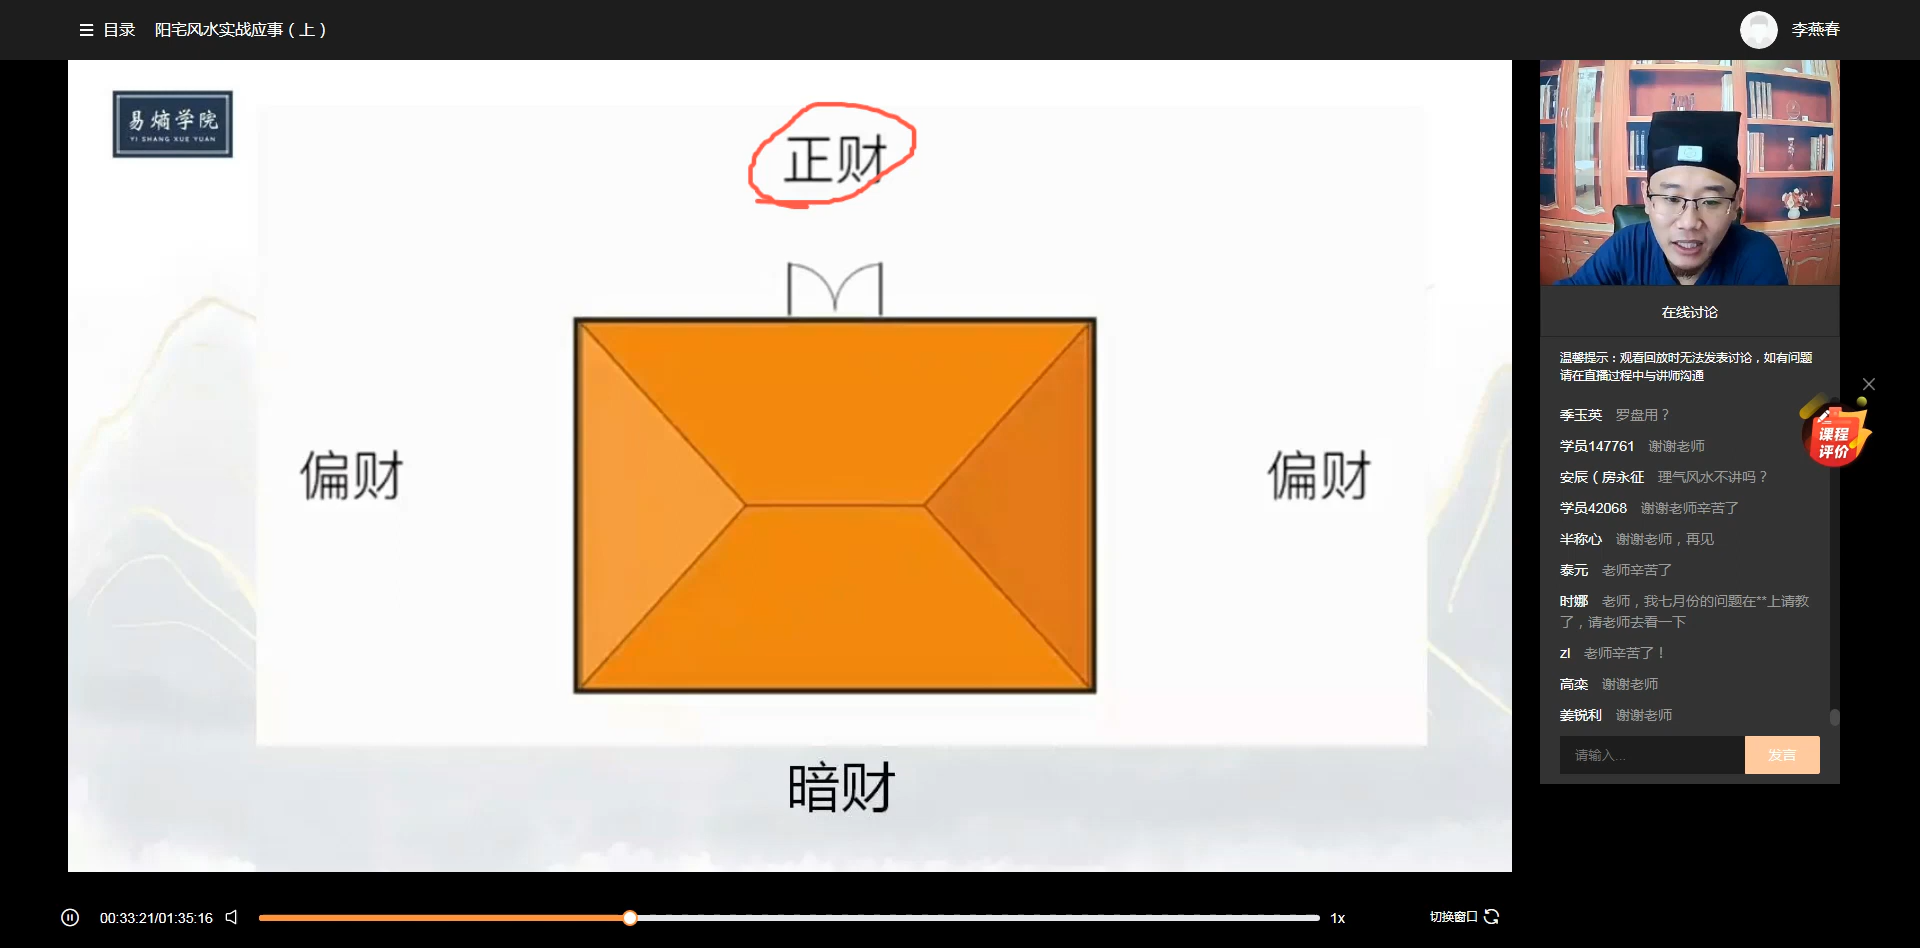 目录 阳宅风水实战应事（上）
李燕春
易熵学院
YI SHANG XUE YUAN
正财
偏财
偏财
暗财
在线讨论
温馨提示：观看回放时无法发表讨论，如有问题
请在直播过程中与讲师沟通
季玉英 罗盘用？
学员147761 谢谢老师
安辰（房永征 理气风水不讲吗？
学员42068 谢谢老师辛苦了
半称心 谢谢老师，再见
泰元 老师辛苦了
时娜 老师，我七月份的问题在**上请教
了，请老师去看一下
zl 老师辛苦了！
高栾 谢谢老师
姜锐利 谢谢老师
课程
评价
请输入... 发言
00:33:21/01:35:16
1x
切换窗口